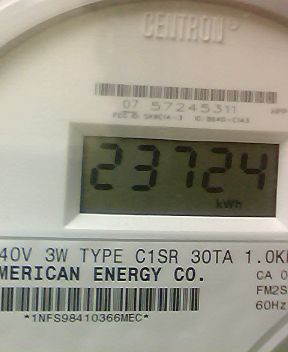 CENTRON
07 57245311
23724
kWh
40V 3W TYPE C1SR 30TA 1.0K
MERICAN ENERGY CO.
CA 0
FM2S
60Hz
*1NFS98410366MEC*